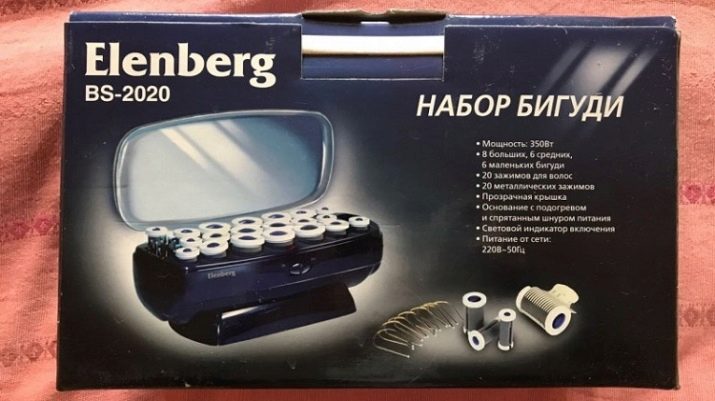 Elenberg
BS-2020
НАБОР БИГУДИ
• Мощность: 350Вт
• 8 больших, 6 средних,
6 маленьких бигуди
• 20 зажимов для волос
• 20 металлических зажимов
• Прозрачная крышка
• Основание с подогревом
и спрятанным шнуром питания
• Световой индикатор включения
• Питание от сети:
220В~50Гц
Elenberg